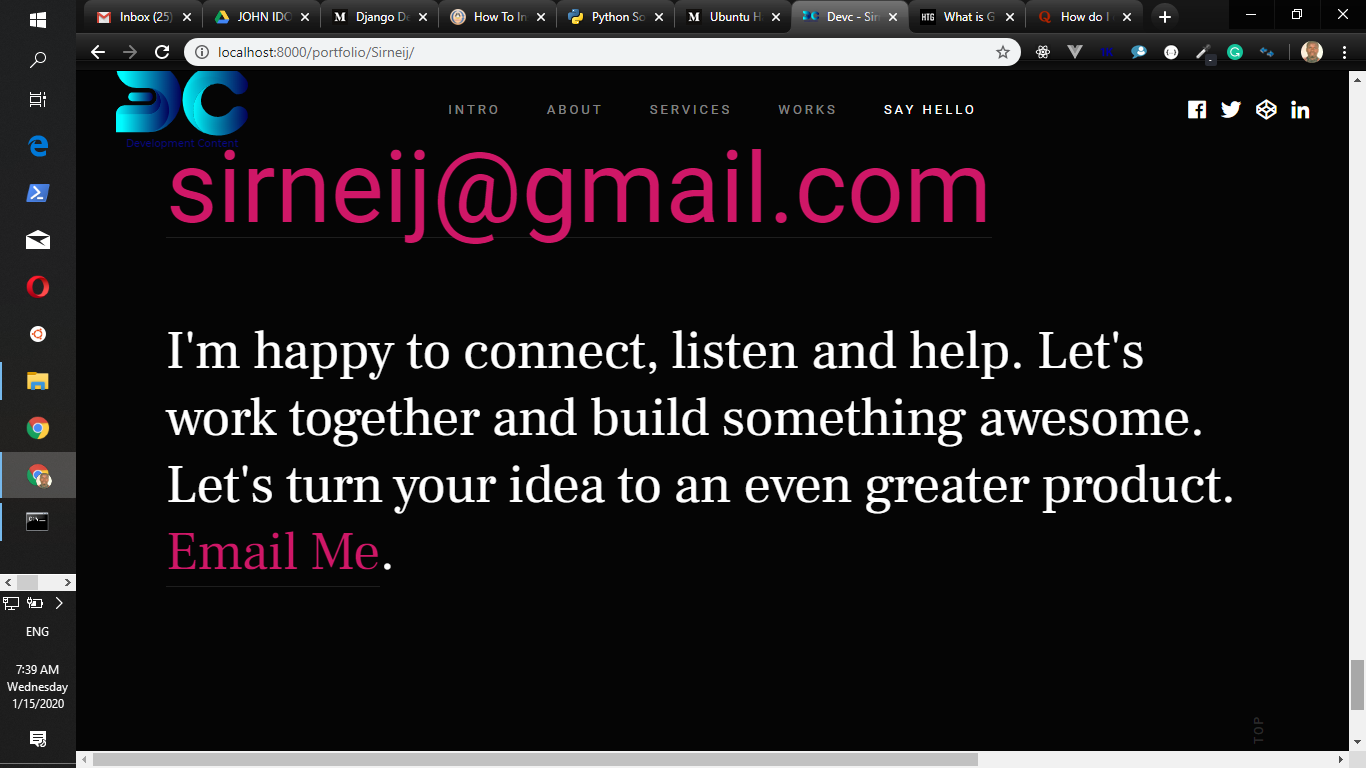 Inbox (25)
JOHN IDO
Django De
How To In
Python So
Ubuntu H
Devc - Sir
HTG
What is G
How do I
localhost:8000/portfolio/Sirneij/
DC
Development Content
INTRO
ABOUT
SERVICES
WORKS
SAY HELLO
sirneij@gmail.com
I'm happy to connect, listen and help. Let's
work together and build something awesome.
Let's turn your idea to an even greater product.
Email Me.
TOP
ENG
7:39 AM
Wednesday
1/15/2020